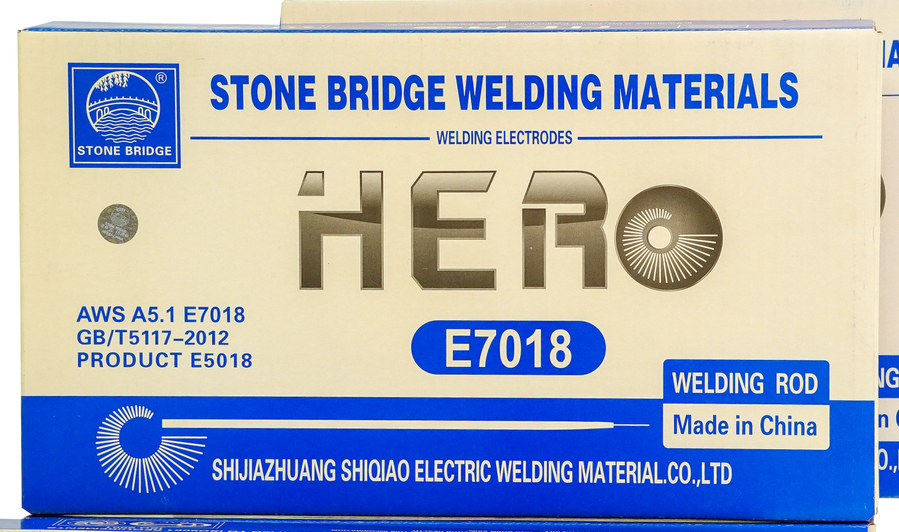 ®
STONE BRIDGE
STONE BRIDGE WELDING MATERIALS
WELDING ELECTRODES
HERO
AWS A5.1 E7018
GB/T5117-2012
PRODUCT E5018
E7018
WELDING ROD
Made in China
SHIJIAZHUANG SHIQIAO ELECTRIC WELDING MATERIAL.CO.,LTD